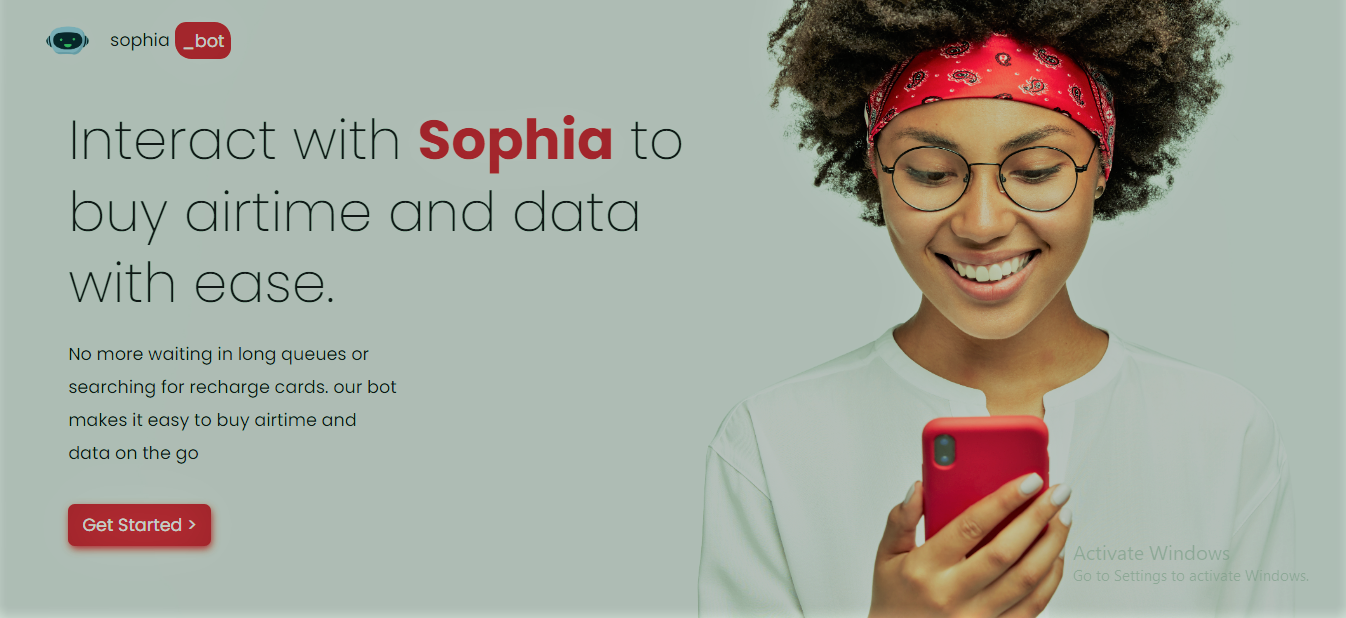 sophia _bot
Interact with Sophia to
buy airtime and data
with ease.
No more waiting in long queues or
searching for recharge cards. our bot
makes it easy to buy airtime and
data on the go
Get Started >
Activate Windows
Go to Settings to activate Windows.